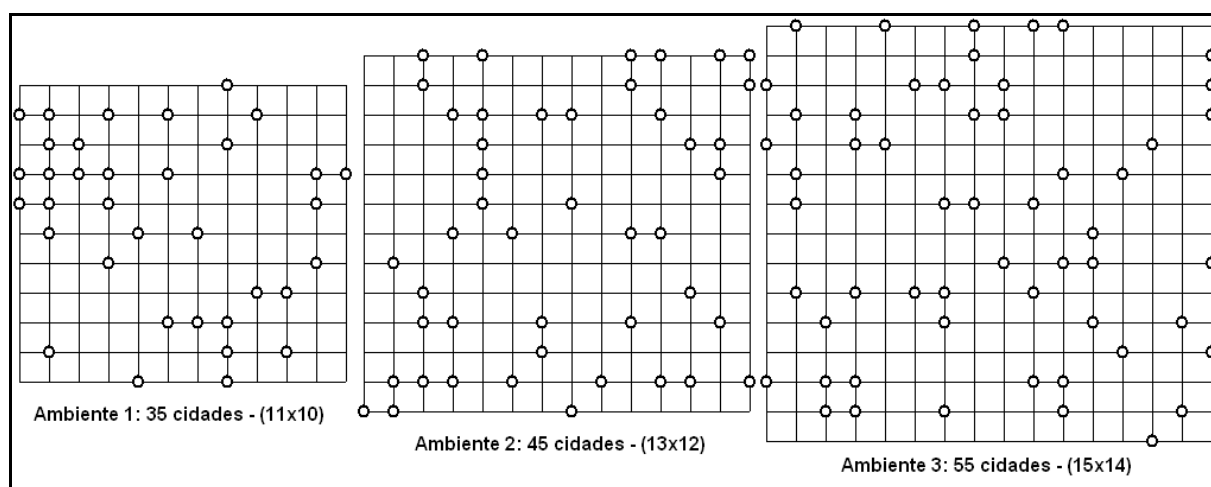 Ambiente 1: 35 cidades - (11x10)
Ambiente 2: 45 cidades - (13x12)
Ambiente 3: 55 cidades - (15x14)